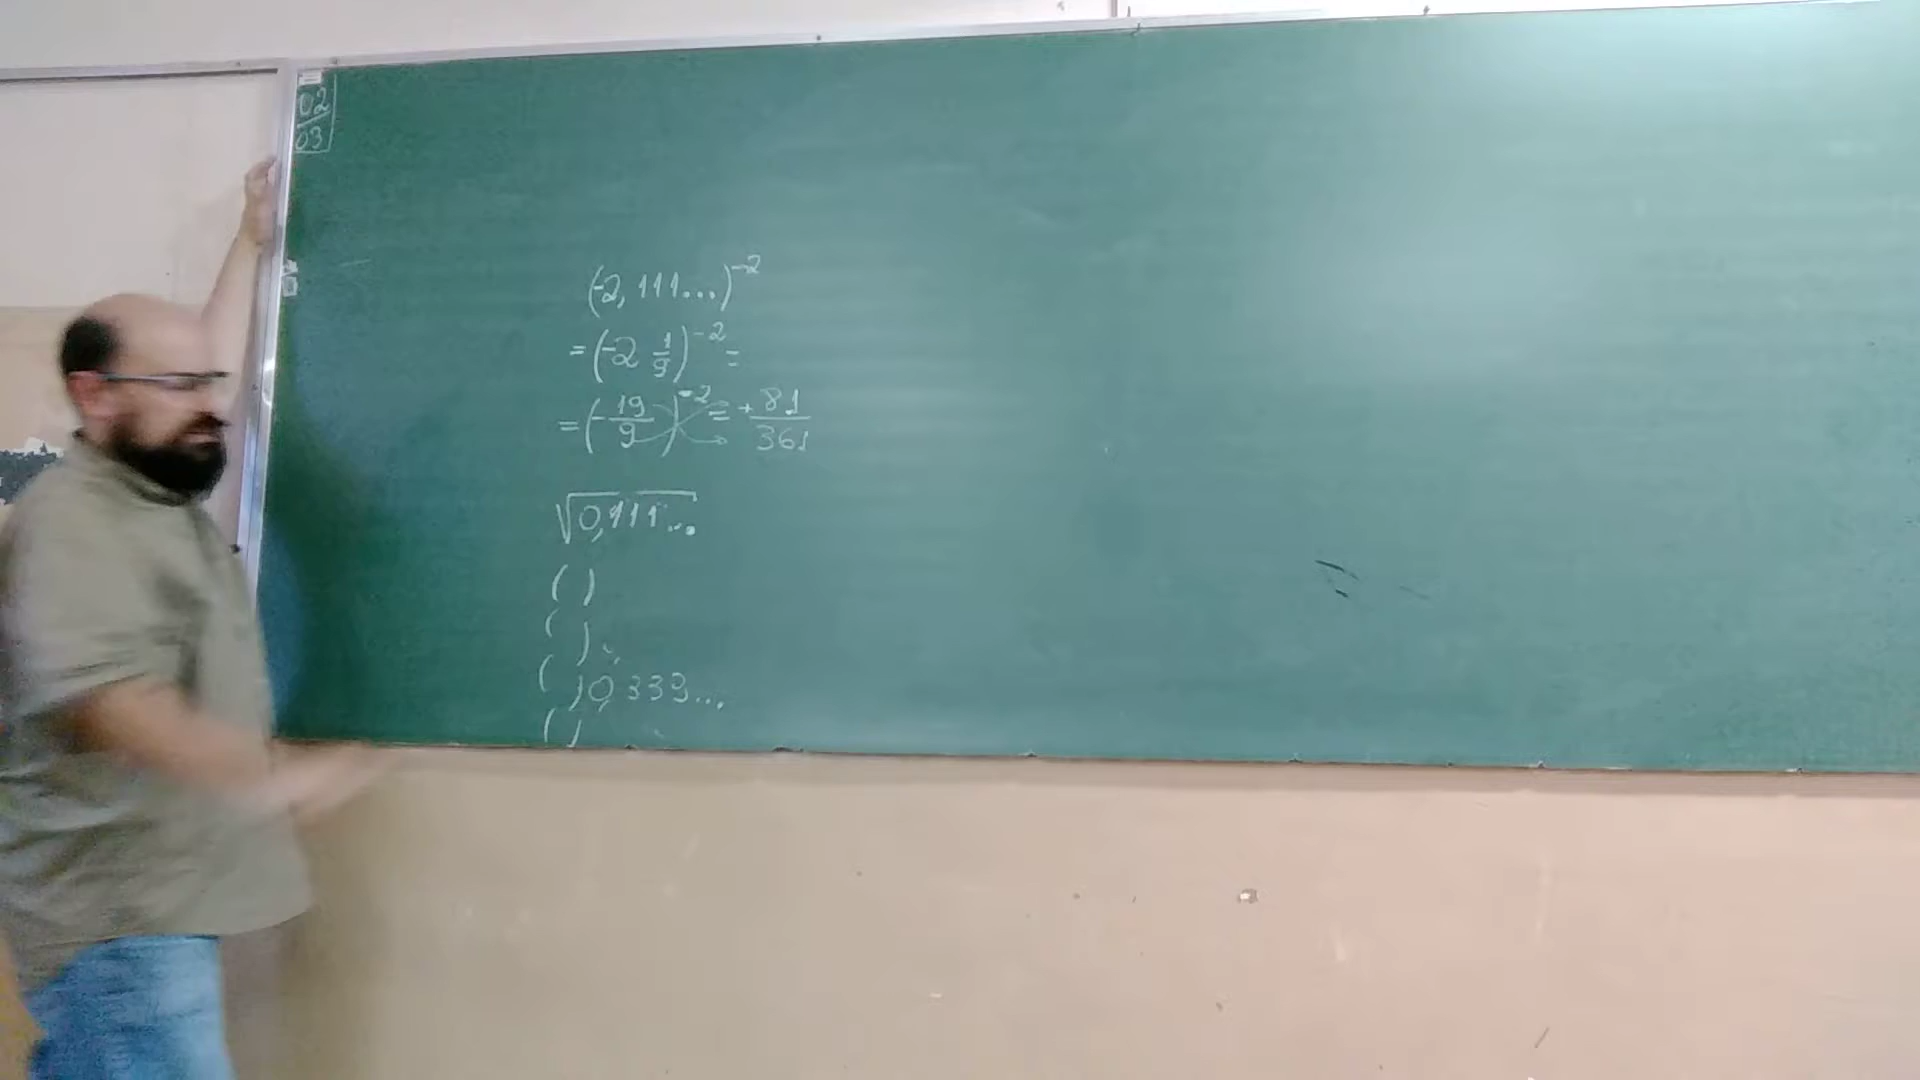 02
03
(-2,111...)^-2
=(-2 1/9)^-2 =
=(-19/9)^-2 = +81/361
√0,111...
( )
( )
( ) 0,333...
( )